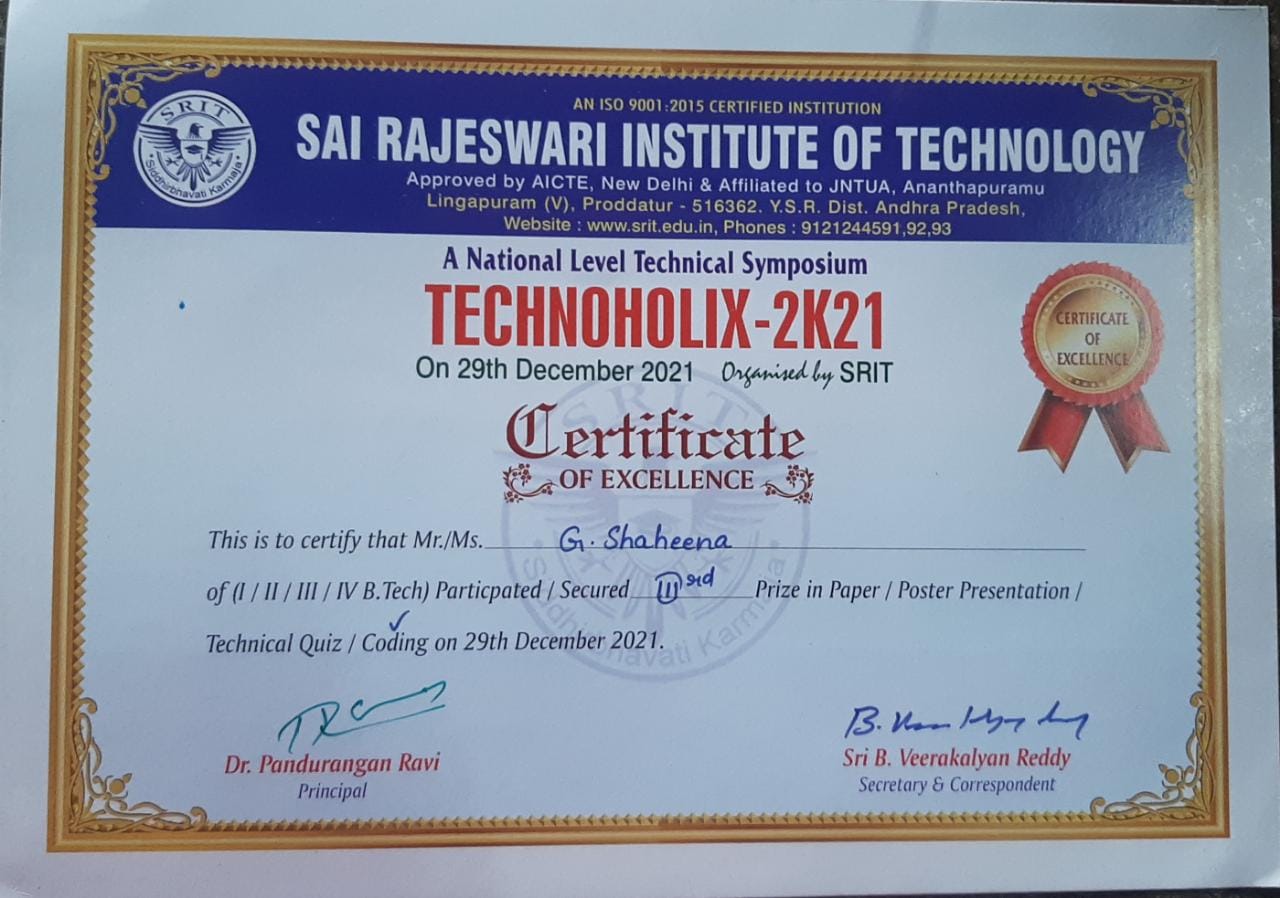 SRIT
Siddhirbhavati Karmaja
AN ISO 9001:2015 CERTIFIED INSTITUTION
SAI RAJESWARI INSTITUTE OF TECHNOLOGY
Approved by AICTE, New Delhi & Affiliated to JNTUA, Ananthapuramu
Lingapuram (V), Proddatur - 516362. Y.S.R. Dist. Andhra Pradesh,
Website : www.srit.edu.in, Phones : 9121244591,92,93
A National Level Technical Symposium
TECHNOHOLIX-2K21
On 29th December 2021 Organised by SRIT
CERTIFICATE
OF
EXCELLENCE
Certificate
OF EXCELLENCE
This is to certify that Mr./Ms. G. Shaheena
of (I / II / III / IV B.Tech) Particpated / Secured III rd Prize in Paper / Poster Presentation /
Technical Quiz / Coding on 29th December 2021.
SRIT
Siddhirbhavati Karmaja
Dr. Pandurangan Ravi
Principal
Sri B. Veerakalyan Reddy
Secretary & Correspondent